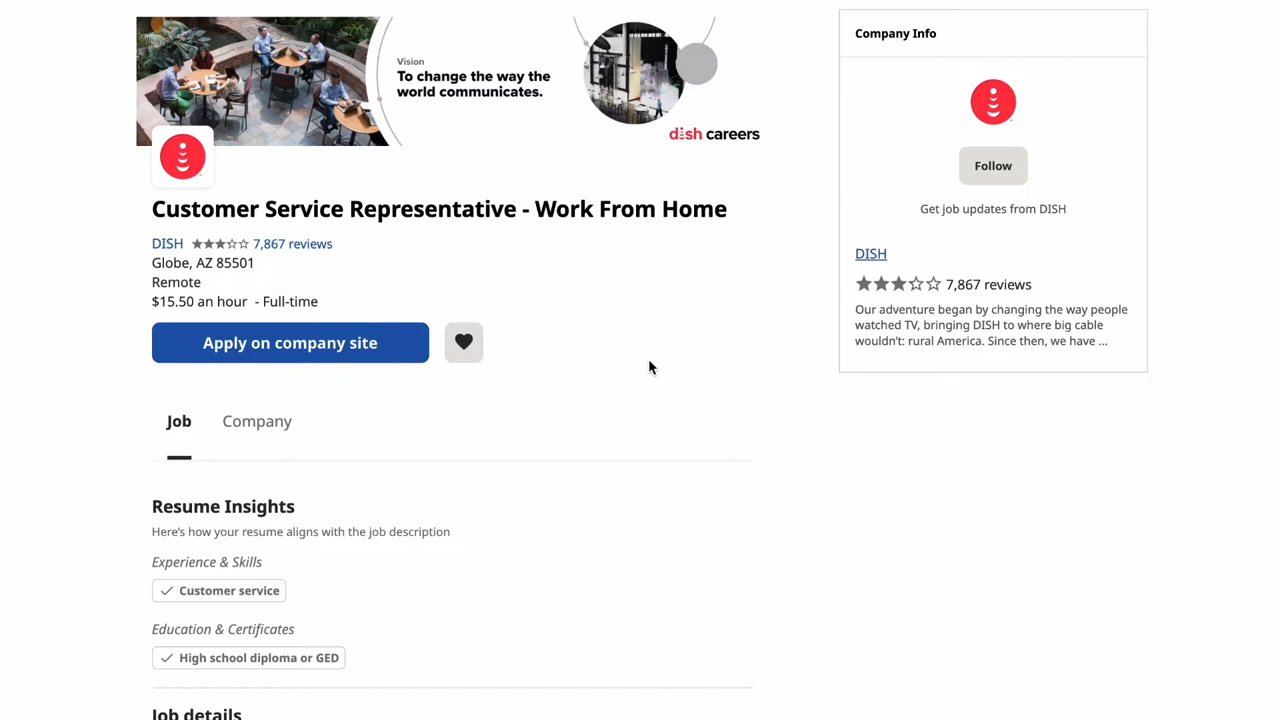 Vision
To change the way the
world communicates.
dish careers
Customer Service Representative - Work From Home
DISH 7,867 reviews
Globe, AZ 85501
Remote
$15.50 an hour - Full-time
Apply on company site
Job Company
Resume Insights
Here's how your resume aligns with the job description
Experience & Skills
Customer service
Education & Certificates
High school diploma or GED
Job details
Company Info
Follow
Get job updates from DISH
DISH
7,867 reviews
Our adventure began by changing the way people
watched TV, bringing DISH to where big cable
wouldn't: rural America. Since then, we have ...